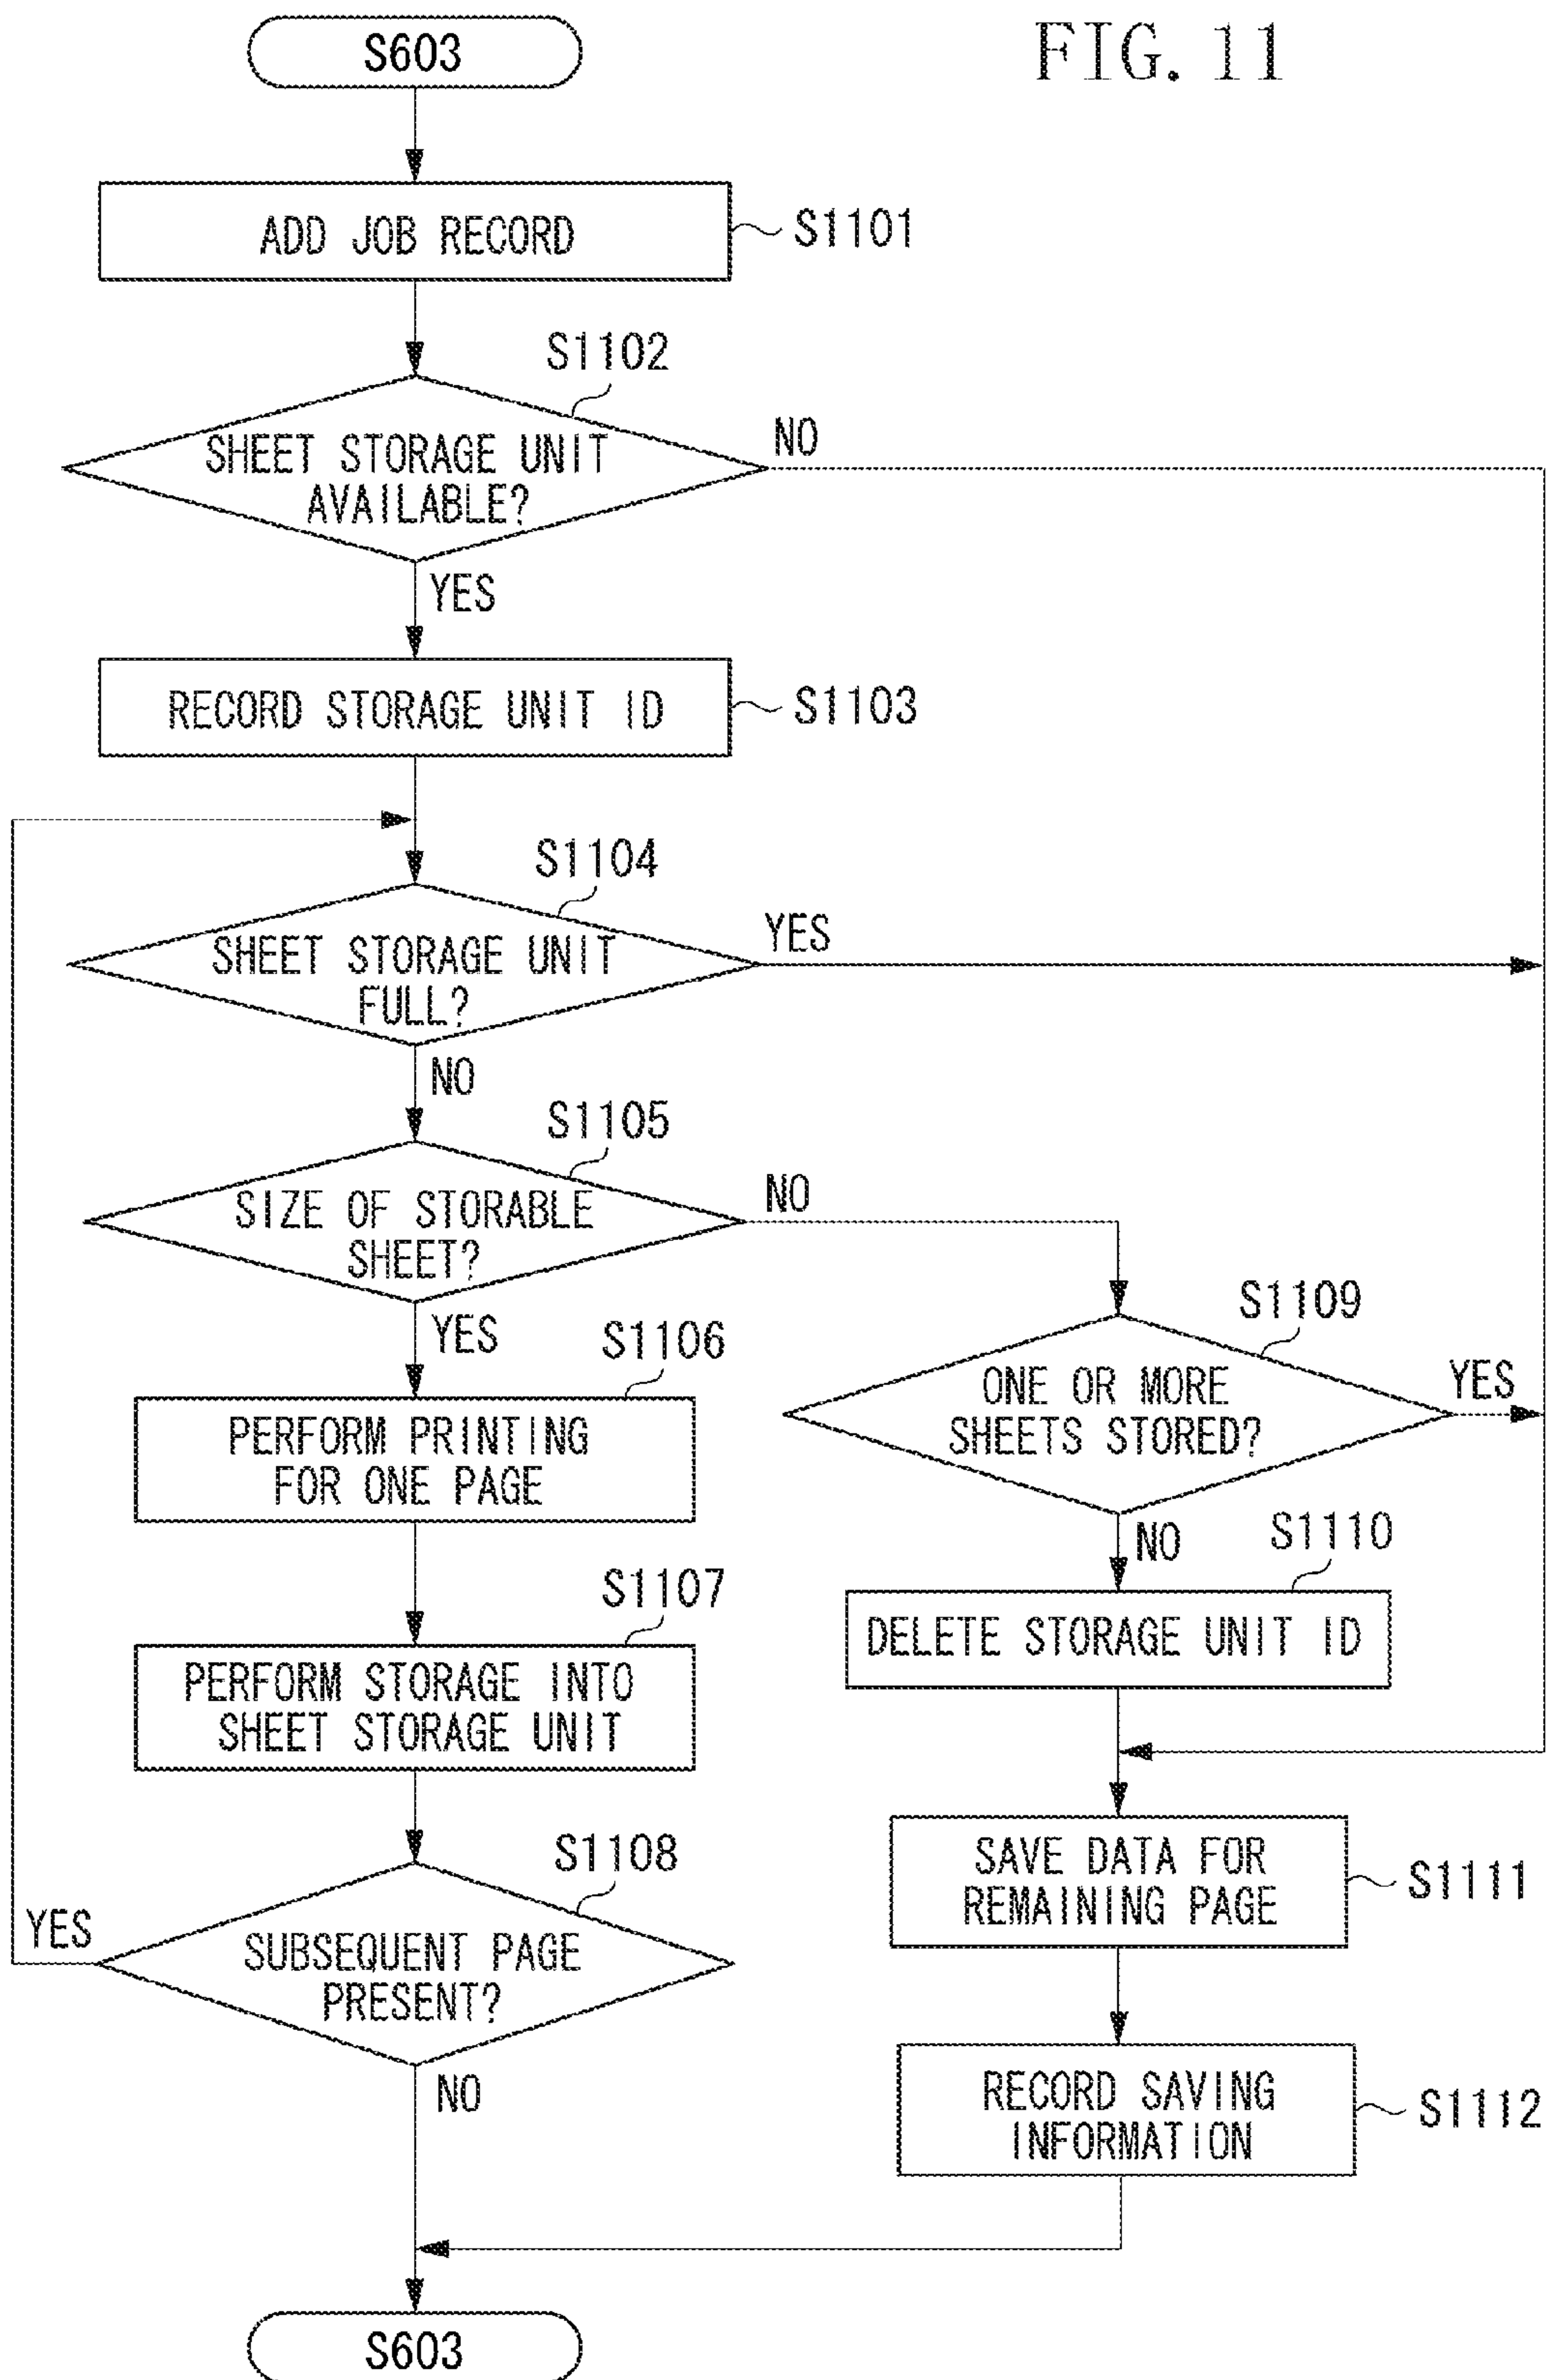 FIG. 11
S603
ADD JOB RECORD
S1101
S1102
SHEET STORAGE UNIT
AVAILABLE?
NO
YES
RECORD STORAGE UNIT ID
S1103
S1104
SHEET STORAGE UNIT
FULL?
YES
NO
S1105
SIZE OF STORABLE
SHEET?
NO
YES
S1106
PERFORM PRINTING
FOR ONE PAGE
S1107
PERFORM STORAGE INTO
SHEET STORAGE UNIT
S1108
SUBSEQUENT PAGE
PRESENT?
YES
NO
S1109
ONE OR MORE
SHEETS STORED?
YES
NO
S1110
DELETE STORAGE UNIT ID
SAVE DATA FOR
REMAINING PAGE
S1111
RECORD SAVING
INFORMATION
S1112
S603